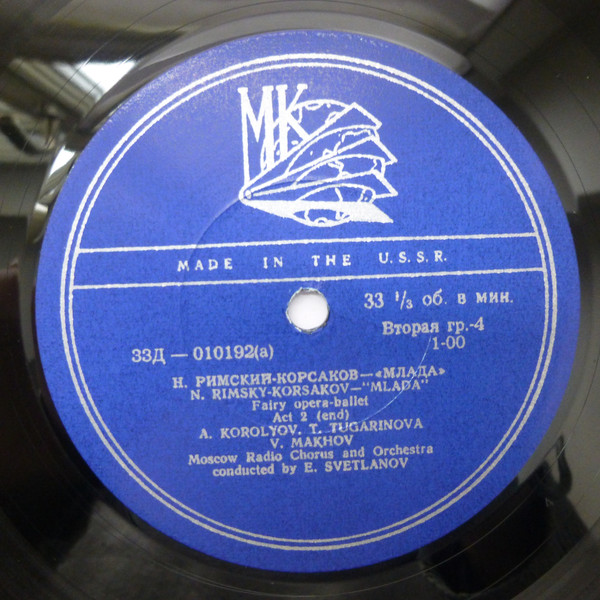 МК
MADE IN THE U.S.S.R.
33 1/3 об. в мин.
Вторая гр.-4
1-00
33Д — 010192(а)
Н. РИМСКИЙ-КОРСАКОВ—«МЛАДА»
N. RIMSKY-KORSAKOV—"MLADA"
Fairy opera-ballet
Act 2 (end)
A. KOROLYOV, T. TUGARINOVA
V. MAKHOV
Moscow Radio Chorus and Orchestra
conducted by E. SVETLANOV